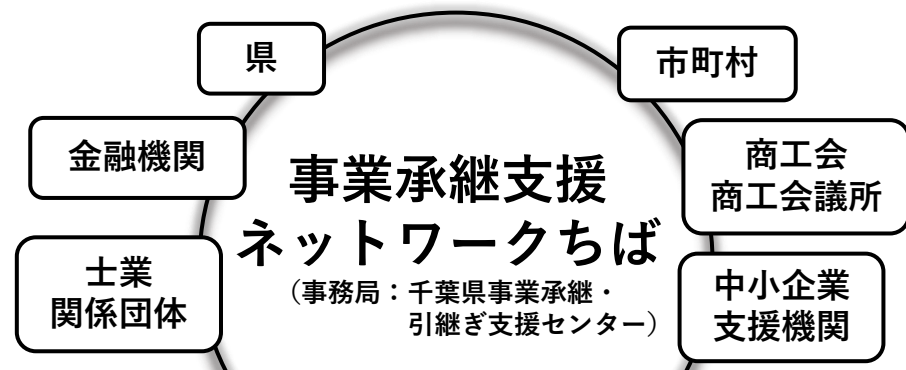 県
市町村
金融機関
商工会
商工会議所
事業承継支援
ネットワークちば
（事務局：千葉県事業承継・
引継ぎ支援センター）
士業
関係団体
中小企業
支援機関